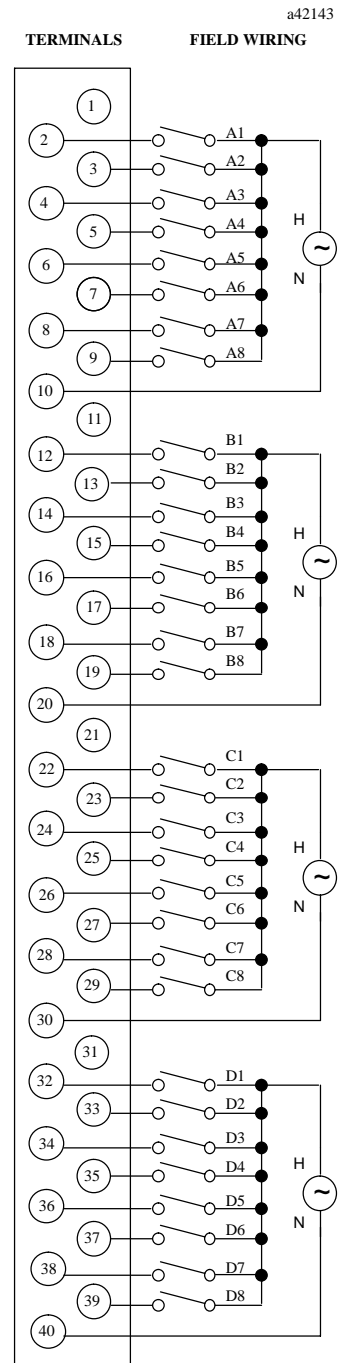 a42143
TERMINALS FIELD WIRING
1
2 A1
3 A2
H
4 A3
5 A4
~
6 A5
N
7 A6
8 A7
9 A8
10
11
12 B1
13 B2
14 B3
H
15 B4
~
16 B5
N
17 B6
18 B7
19 B8
20
21
22 C1
23 C2
24 C3
H
25 C4
~
26 C5
N
27 C6
28 C7
29 C8
30
31
32 D1
33 D2
34 D3
H
35 D4
~
36 D5
N
37 D6
38 D7
39 D8
40